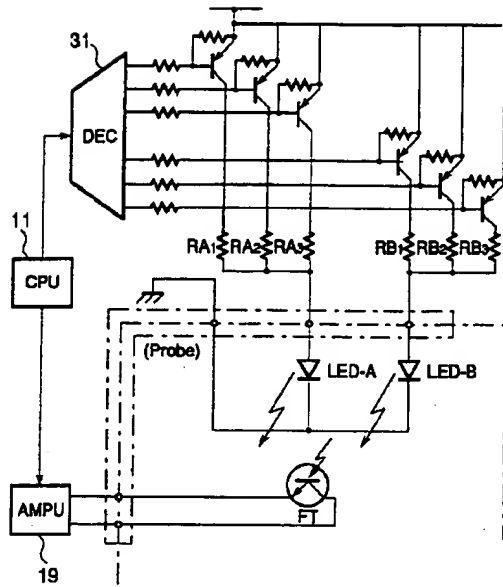 31
DEC
11
RA1 RA2 RA3 RB1 RB2 RB3
CPU
(Probe)
LED-A LED-B
AMPU
FT
19